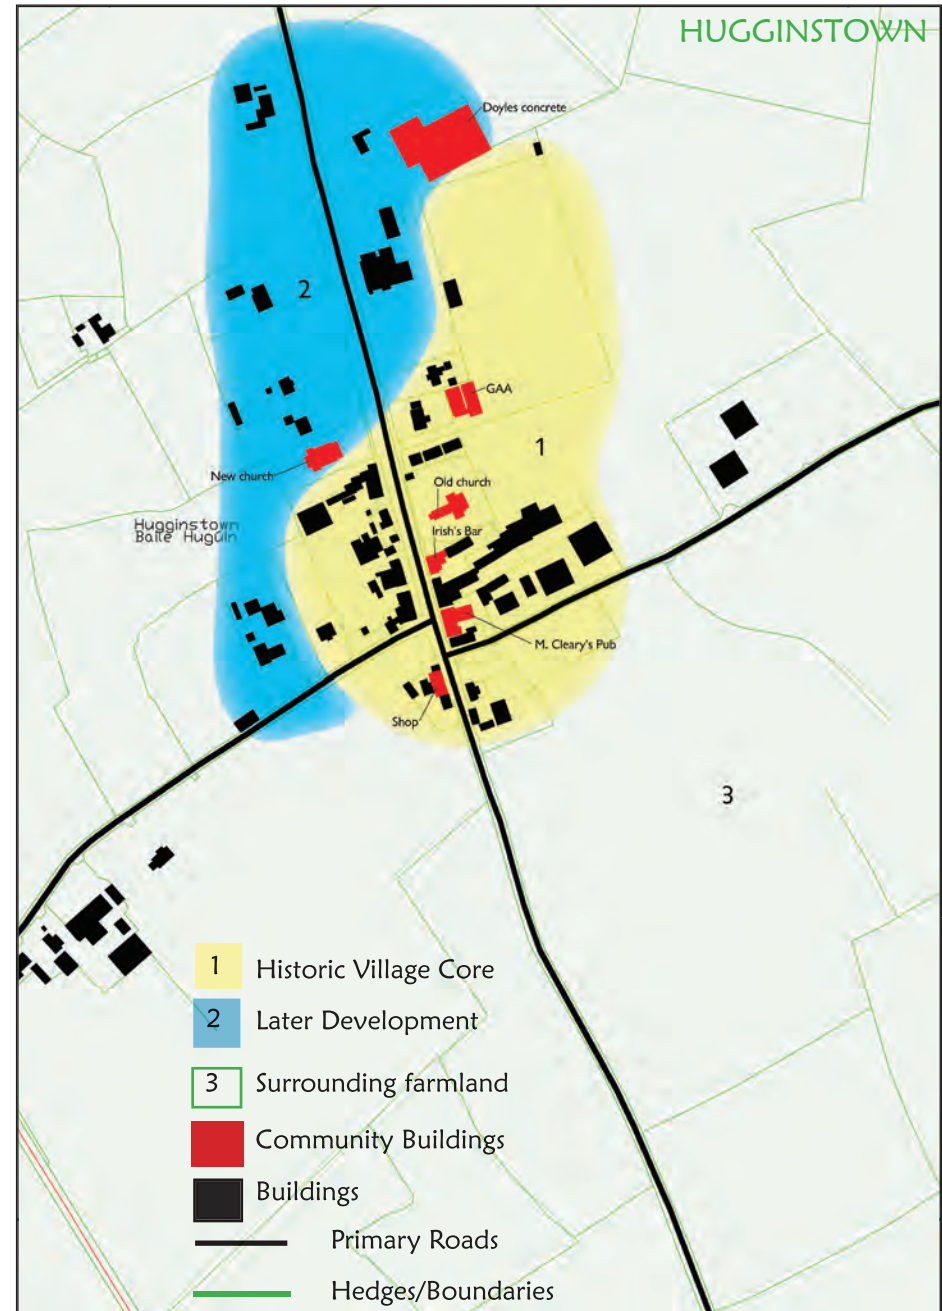 HUGGINSTOWN
Doyles concrete
2
GAA
1
New church
Old church
Hugginstown
Baile Hugúin
Irish's Bar
M. Cleary's Pub
Shop
3
1 Historic Village Core
2 Later Development
3 Surrounding farmland
Community Buildings
Buildings
Primary Roads
Hedges/Boundaries